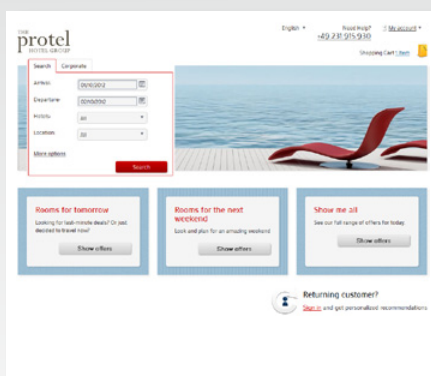 THE
protel
HOTEL GROUP
English
Need Help?
My account
+49 231 915 930
Shopping Cart 1 item
Search
Corporate
Arrival:
Departure:
Hotels:
All
Location:
All
More options
Search
Rooms for tomorrow
Looking for last-minute deals? Or just
decided to travel now?
Show offers
Rooms for the next
weekend
Look and plan for an amazing weekend
Show offers
Show me all
See our full range of offers for today
Show offers
Returning customer?
Sign in and get personalized recommendations